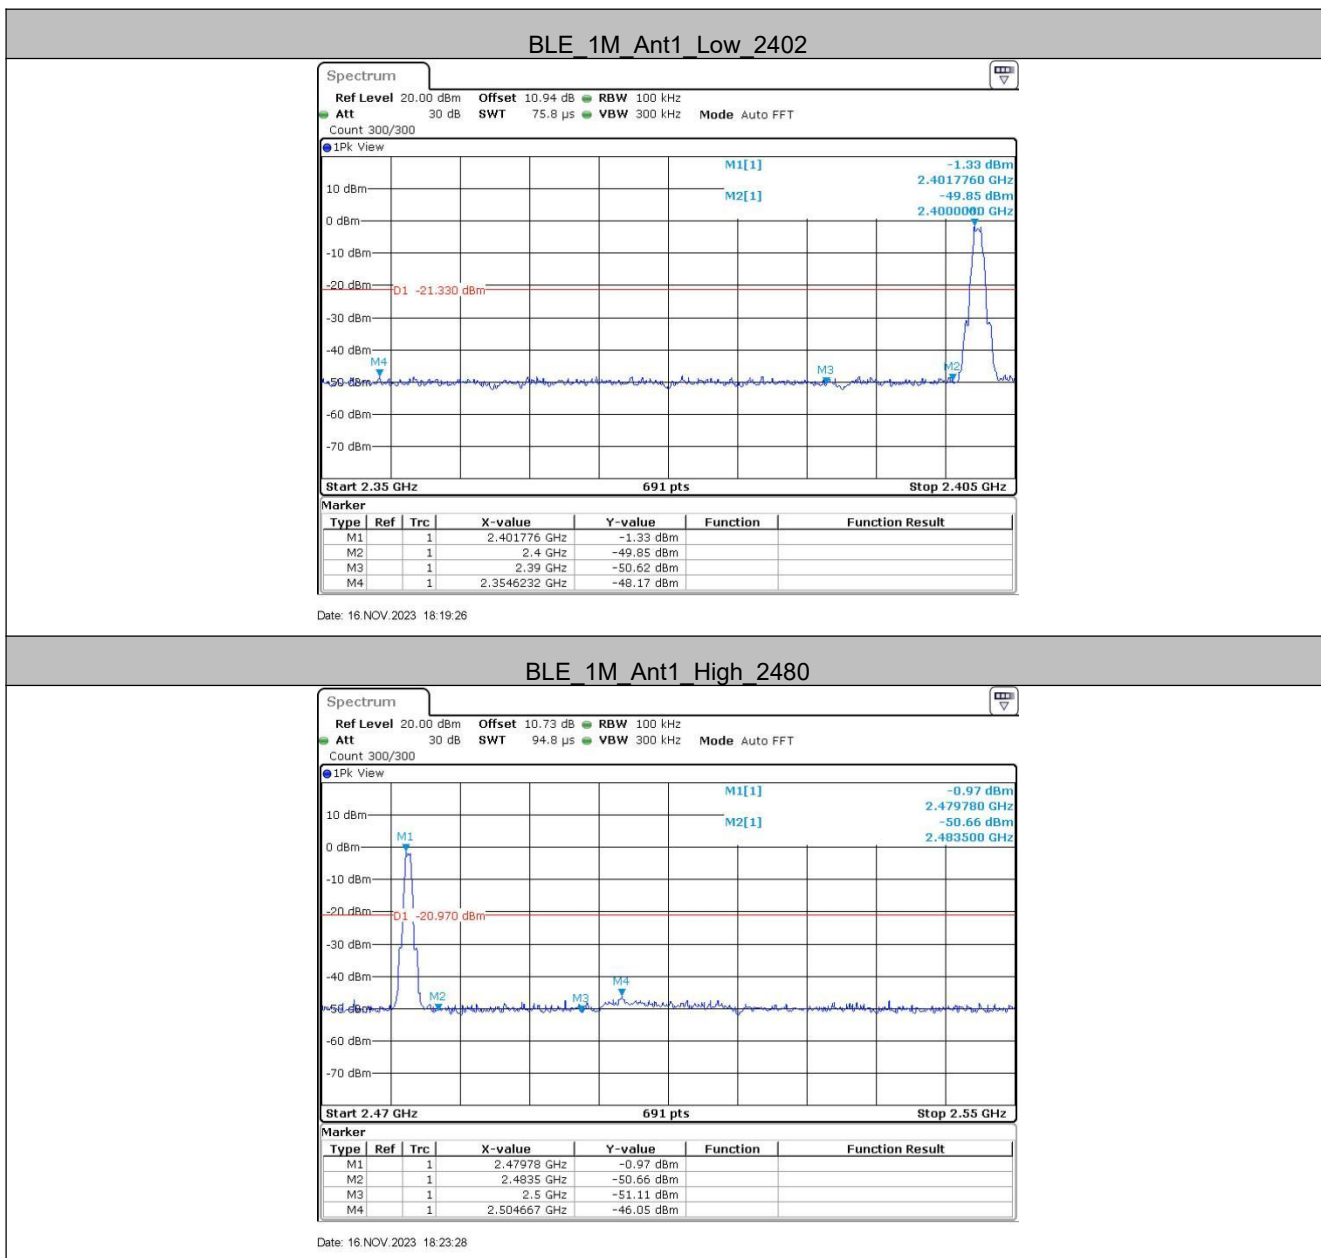 BLE_1M_Ant1_Low_2402
Spectrum
Ref Level 20.00 dBm Offset 10.94 dB RBW 100 kHz
Att 30 dB SWT 75.8 µs VBW 300 kHz Mode Auto FFT
Count 300/300
1Pk View
M1[1] -1.33 dBm
2.4017760 GHz
10 dBm
M2[1] -49.85 dBm
GHz
0 dBm
-10 dBm
-20 dBm
D1 -21.330 dBm
-30 dBm
-40 dBm
M4
M3
M2
-50 dBm
-60 dBm
-70 dBm
Start 2.35 GHz 691 pts Stop 2.405 GHz
Marker
Type Ref Trc X-value Y-value Function Function Result
M1 1 2.401776 GHz -1.33 dBm
M2 1 2.4 GHz -49.85 dBm
M3 1 2.39 GHz -50.62 dBm
M4 1 2.3546232 GHz -48.17 dBm
Date: 16.NOV.2023 18:19:26
BLE_1M_Ant1_High_2480
Spectrum
Ref Level 20.00 dBm Offset 10.73 dB RBW 100 kHz
Att 30 dB SWT 94.8 µs VBW 300 kHz Mode Auto FFT
Count 300/300
1Pk View
M1[1] -0.97 dBm
2.479780 GHz
10 dBm
M2[1] -50.66 dBm
2.483500 GHz
M1
0 dBm
-10 dBm
-20 dBm
D1 -20.970 dBm
-30 dBm
-40 dBm
M4
M2
M3
-50 dBm
-60 dBm
-70 dBm
Start 2.47 GHz 691 pts Stop 2.55 GHz
Marker
Type Ref Trc X-value Y-value Function Function Result
M1 1 2.47978 GHz -0.97 dBm
M2 1 2.4835 GHz -50.66 dBm
M3 1 2.5 GHz -51.11 dBm
M4 1 2.504667 GHz -46.05 dBm
Date: 16.NOV.2023 18:23:28